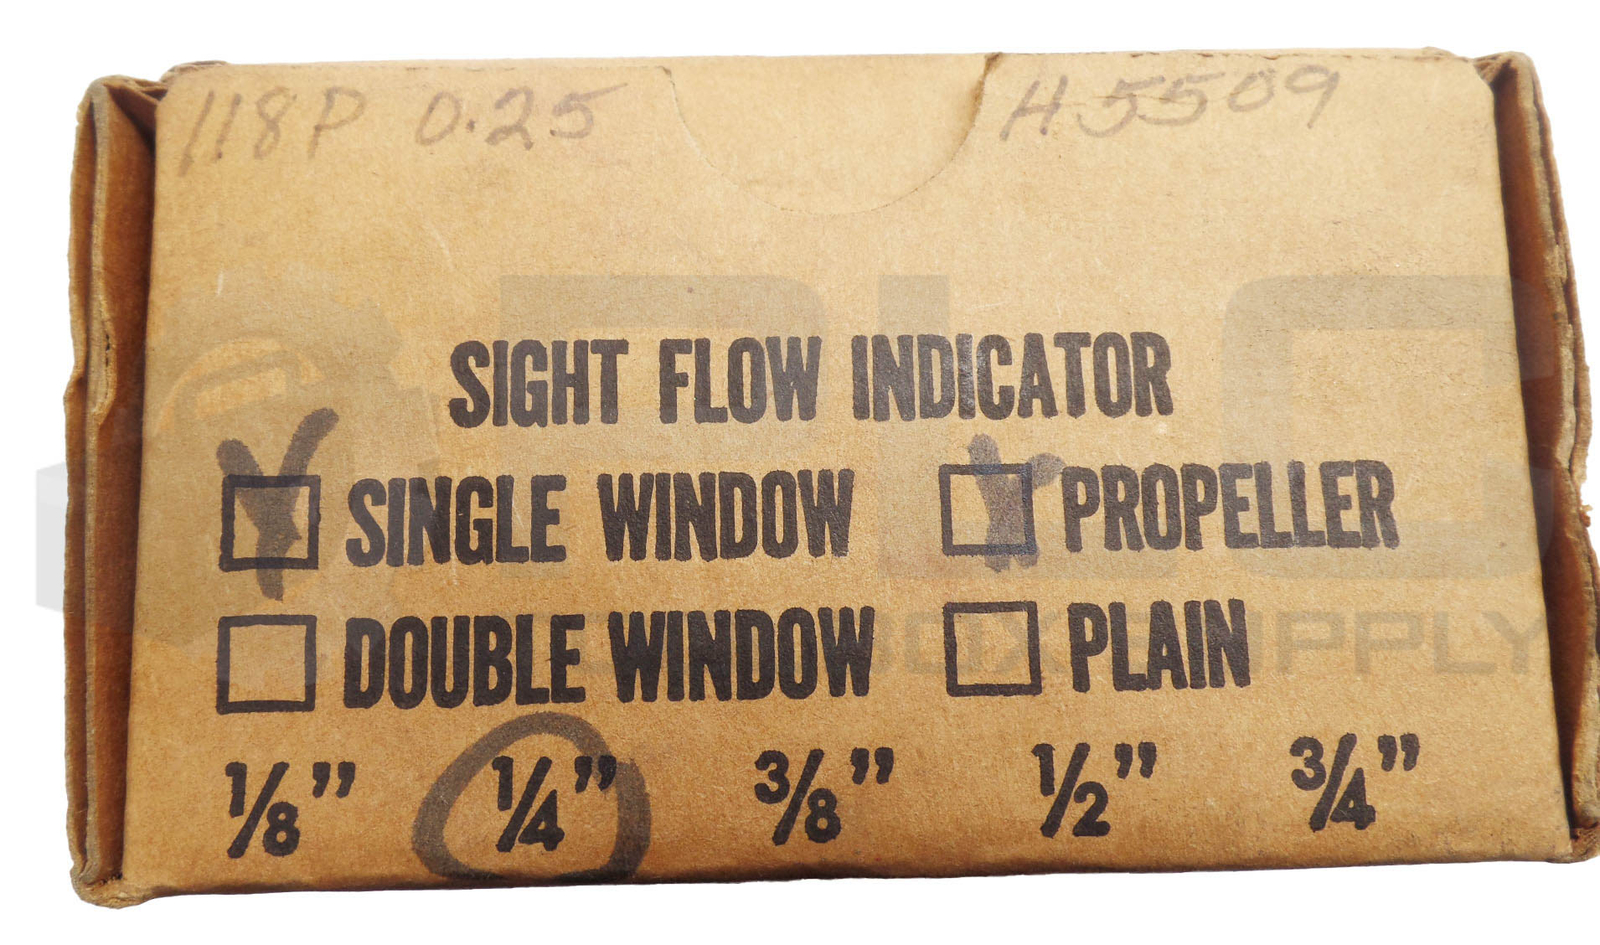 118P 0.25 H5509
SIGHT FLOW INDICATOR
SINGLE WINDOW PROPELLER
DOUBLE WINDOW PLAIN
1/8” 1/4” 3/8” 1/2” 3/4”